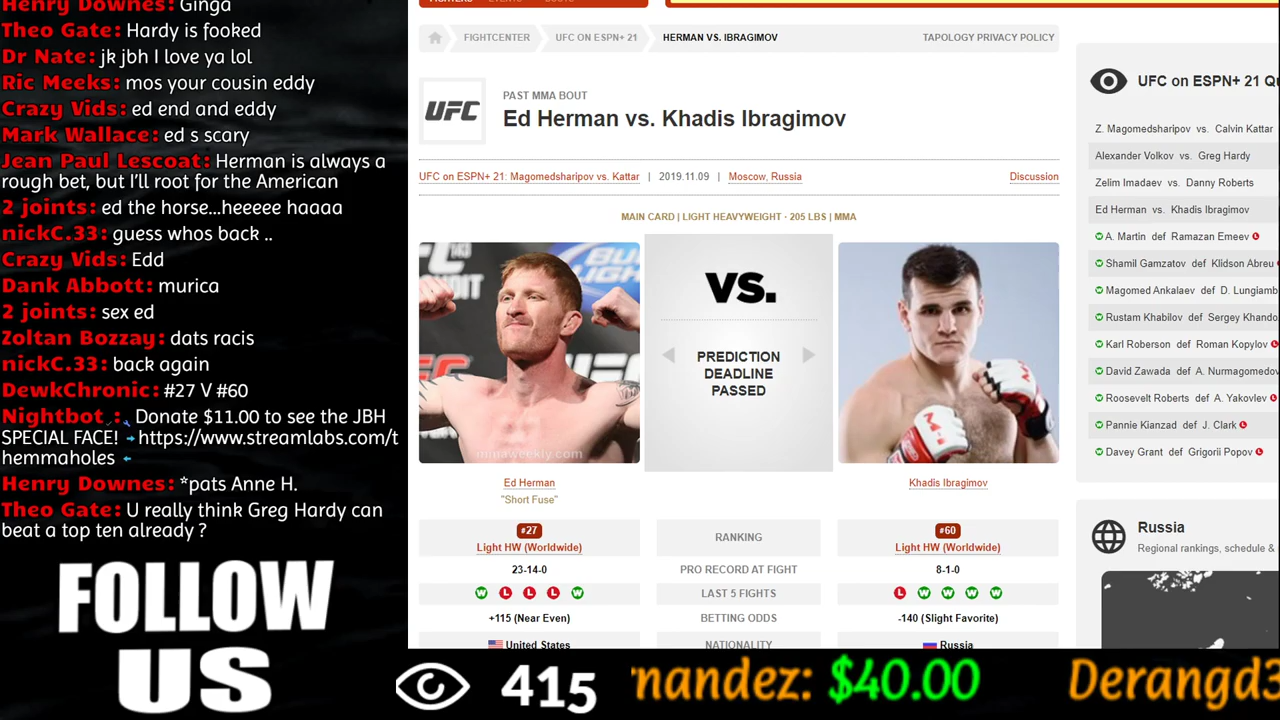 Henry Downes: Ginga
Theo Gate: Hardy is fooked
Dr Nate: jk jbh I love ya lol
Ric Meeks: mos your cousin eddy
Crazy Vids: ed end and eddy
Mark Wallace: ed s scary
Jean Paul Lescoat: Herman is always a
rough bet, but I'll root for the American
2 joints: ed the horse...heeeee haaaa
nickC.33: guess whos back ..
Crazy Vids: Edd
Dank Abbott: murica
2 joints: sex ed
Zoltan Bozzay: dats racis
nickC.33: back again
DewkChronic: #27 V #60
Nightbot : Donate $11.00 to see the JBH
SPECIAL FACE! https://www.streamlabs.com/t
hemmaholes
Henry Downes: *pats Anne H.
Theo Gate: U really think Greg Hardy can
beat a top ten already ?
FOLLOW
US
FIGHTCENTER
UFC ON ESPN+ 21
HERMAN VS. IBRAGIMOV
TAPOLOGY PRIVACY POLICY
UFC
PAST MMA BOUT
Ed Herman vs. Khadis Ibragimov
UFC on ESPN+ 21: Magomedsharipov vs. Kattar | 2019.11.09 | Moscow, Russia
Discussion
MAIN CARD | LIGHT HEAVYWEIGHT · 205 LBS | MMA
VS.
PREDICTION
DEADLINE
PASSED
mmaweekly.com
Ed Herman
"Short Fuse"
Khadis Ibragimov
#27
Light HW (Worldwide)
RANKING
#60
Light HW (Worldwide)
23-14-0
PRO RECORD AT FIGHT
8-1-0
W L L L W
LAST 5 FIGHTS
L W W W W
+115 (Near Even)
BETTING ODDS
-140 (Slight Favorite)
United States
NATIONALITY
Russia
UFC on ESPN+ 21 Qu
Z. Magomedsharipov vs. Calvin Kattar
Alexander Volkov vs. Greg Hardy
Zelim Imadaev vs. Danny Roberts
Ed Herman vs. Khadis Ibragimov
W A. Martin def Ramazan Emeev L
W Shamil Gamzatov def Klidson Abreu
W Magomed Ankalaev def D. Lungiamb
W Rustam Khabilov def Sergey Khando
W Karl Roberson def Roman Kopylov L
W David Zawada def A. Nurmagomedov
W Roosevelt Roberts def A. Yakovlev L
W Pannie Kianzad def J. Clark L
W Davey Grant def Grigorii Popov L
Russia
Regional rankings, schedule &
415
rnandez: $40.00
Derangd3